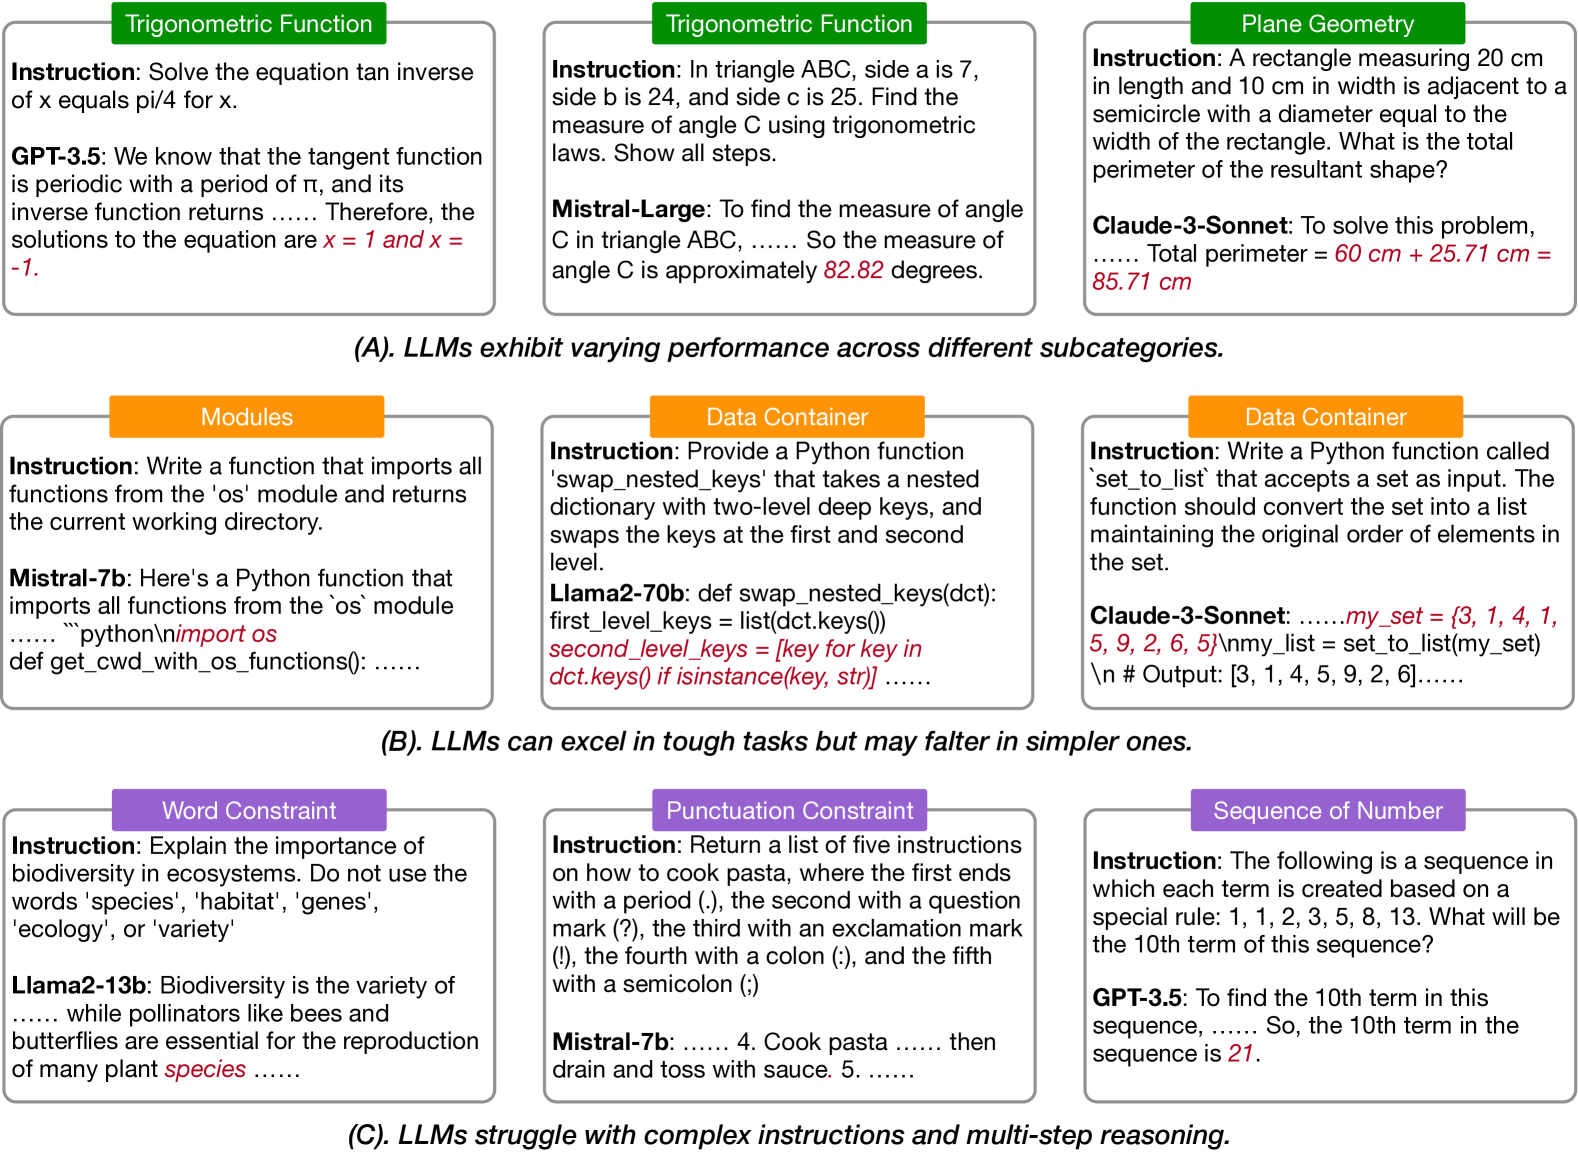 Trigonometric Function
Instruction: Solve the equation tan inverse
of x equals pi/4 for x.
GPT-3.5: We know that the tangent function
is periodic with a period of π, and its
inverse function returns …… Therefore, the
solutions to the equation are x = 1 and x =
-1.
Trigonometric Function
Instruction: In triangle ABC, side a is 7,
side b is 24, and side c is 25. Find the
measure of angle C using trigonometric
laws. Show all steps.
Mistral-Large: To find the measure of angle
C in triangle ABC, …… So the measure of
angle C is approximately 82.82 degrees.
Plane Geometry
Instruction: A rectangle measuring 20 cm
in length and 10 cm in width is adjacent to a
semicircle with a diameter equal to the
width of the rectangle. What is the total
perimeter of the resultant shape?
Claude-3-Sonnet: To solve this problem,
…… Total perimeter = 60 cm + 25.71 cm =
85.71 cm
(A). LLMs exhibit varying performance across different subcategories.
Modules
Instruction: Write a function that imports all
functions from the 'os' module and returns
the current working directory.
Mistral-7b: Here's a Python function that
imports all functions from the `os` module
…… ```python\nimport os
def get_cwd_with_os_functions(): ……
Data Container
Instruction: Provide a Python function
'swap_nested_keys' that takes a nested
dictionary with two-level deep keys, and
swaps the keys at the first and second
level.
Llama2-70b: def swap_nested_keys(dct):
first_level_keys = list(dct.keys())
second_level_keys = [key for key in
dct.keys() if isinstance(key, str)] ……
Data Container
Instruction: Write a Python function called
`set_to_list` that accepts a set as input. The
function should convert the set into a list
maintaining the original order of elements in
the set.
Claude-3-Sonnet: ……my_set = {3, 1, 4, 1,
5, 9, 2, 6, 5}\nmy_list = set_to_list(my_set)
\n # Output: [3, 1, 4, 5, 9, 2, 6]……
(B). LLMs can excel in tough tasks but may falter in simpler ones.
Word Constraint
Instruction: Explain the importance of
biodiversity in ecosystems. Do not use the
words 'species', 'habitat', 'genes',
'ecology', or 'variety'
Llama2-13b: Biodiversity is the variety of
…… while pollinators like bees and
butterflies are essential for the reproduction
of many plant species ……
Punctuation Constraint
Instruction: Return a list of five instructions
on how to cook pasta, where the first ends
with a period (.), the second with a question
mark (?), the third with an exclamation mark
(!), the fourth with a colon (:), and the fifth
with a semicolon (;)
Mistral-7b: …… 4. Cook pasta …… then
drain and toss with sauce. 5. ……
Sequence of Number
Instruction: The following is a sequence in
which each term is created based on a
special rule: 1, 1, 2, 3, 5, 8, 13. What will be
the 10th term of this sequence?
GPT-3.5: To find the 10th term in this
sequence, …… So, the 10th term in the
sequence is 21.
(C). LLMs struggle with complex instructions and multi-step reasoning.